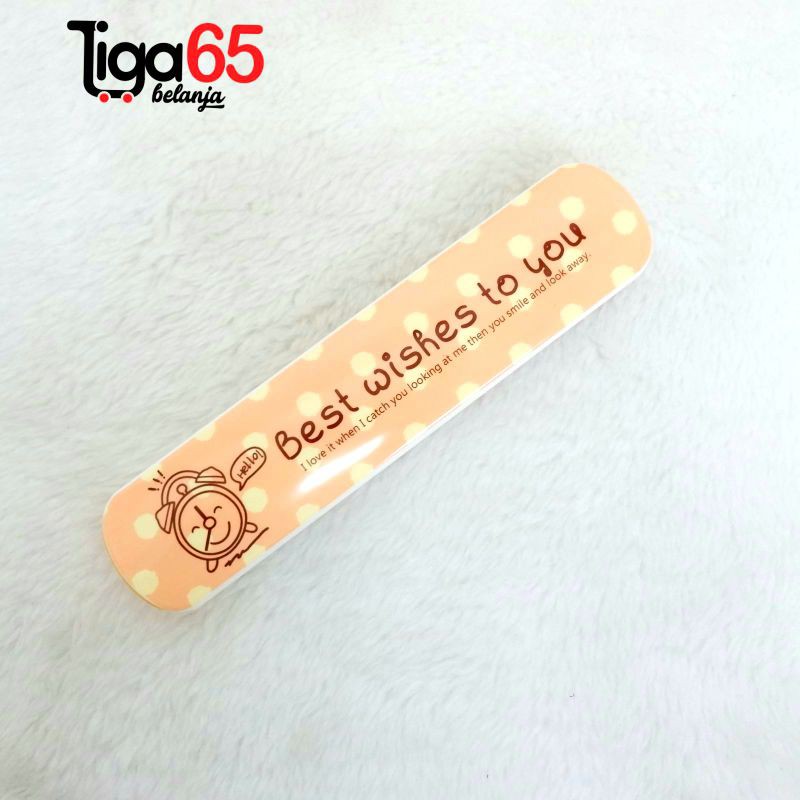 Tiga65
belanja
Best wishes to you
I love it when I catch you looking at me then you smile and look away.
Hello!
!!!